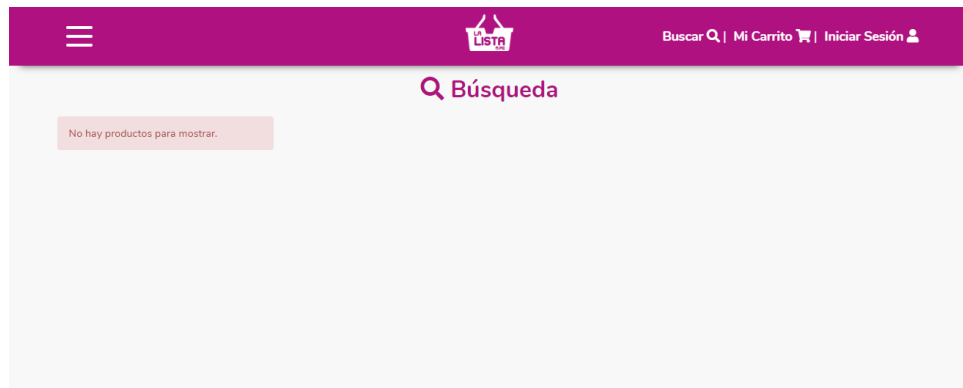 LA
LISTA
Buscar | Mi Carrito | Iniciar Sesión
Búsqueda
No hay productos para mostrar.